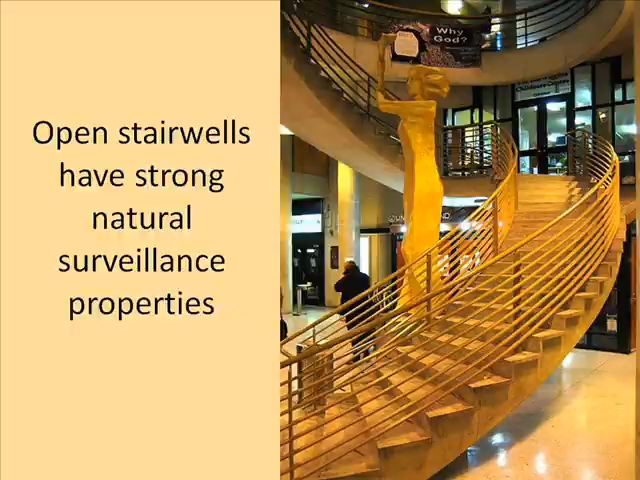 Open stairwells
have strong
natural
surveillance
properties
Why
God?